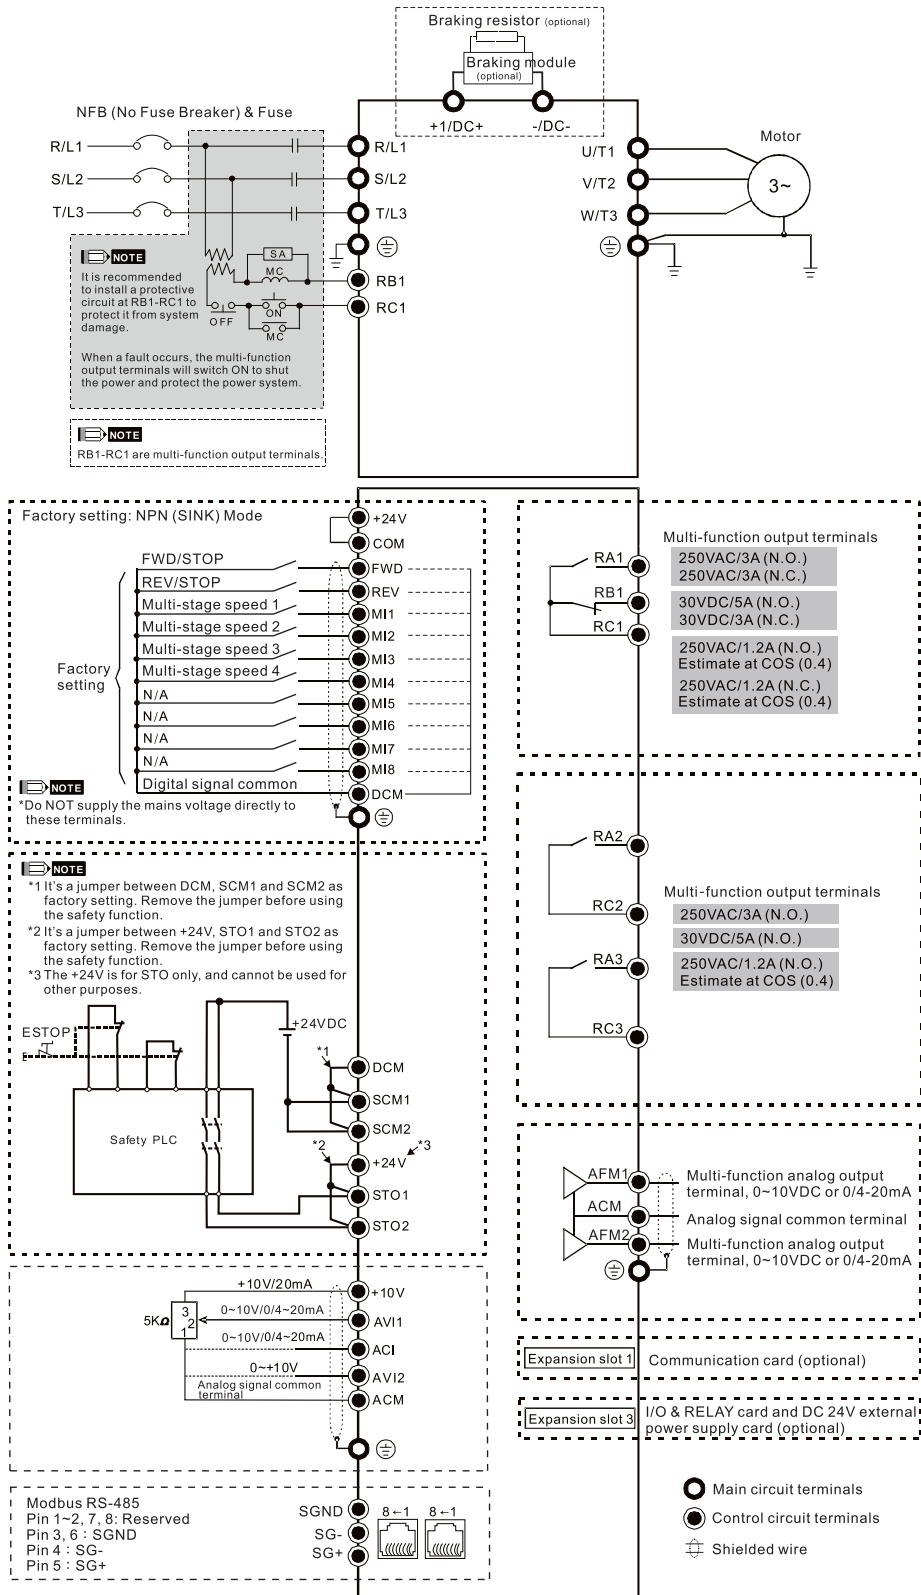 Braking resistor (optional)
Braking module
(optional)
+1/DC+
-/DC-
NFB (No Fuse Breaker) & Fuse
R/L1
R/L1
S/L2
S/L2
T/L3
T/L3
U/T1
V/T2
W/T3
Motor
3~
NOTE
It is recommended
to install a protective
circuit at RB1-RC1 to
protect it from system
damage.
SA
MC
RB1
RC1
OFF
ON
MC
When a fault occurs, the multi-function
output terminals will switch ON to shut
the power and protect the power system.
NOTE
RB1-RC1 are multi-function output terminals.
Factory setting: NPN (SINK) Mode
+24V
COM
FWD/STOP
FWD
REV/STOP
REV
Multi-stage speed 1
MI1
Multi-stage speed 2
MI2
Multi-stage speed 3
MI3
Multi-stage speed 4
MI4
Factory
setting
N/A
MI5
N/A
MI6
N/A
MI7
N/A
MI8
Digital signal common
DCM
NOTE
*Do NOT supply the mains voltage directly to
these terminals.
Multi-function output terminals
RA1
RB1
RC1
250VAC/3A (N.O.)
250VAC/3A (N.C.)
30VDC/5A (N.O.)
30VDC/3A (N.C.)
250VAC/1.2A (N.O.)
Estimate at COS (0.4)
250VAC/1.2A (N.C.)
Estimate at COS (0.4)
NOTE
*1 It's a jumper between DCM, SCM1 and SCM2 as
factory setting. Remove the jumper before using
the safety function.
*2 It's a jumper between +24V, STO1 and STO2 as
factory setting. Remove the jumper before using
the safety function.
*3 The +24V is for STO only, and cannot be used for
other purposes.
RA2
RC2
RA3
RC3
Multi-function output terminals
250VAC/3A (N.O.)
30VDC/5A (N.O.)
250VAC/1.2A (N.O.)
Estimate at COS (0.4)
ESTOP
+24VDC
*1
DCM
SCM1
SCM2
Safety PLC
*2
*3
+24V
STO1
STO2
AFM1
Multi-function analog output
terminal, 0~10VDC or 0/4-20mA
ACM
Analog signal common terminal
AFM2
Multi-function analog output
terminal, 0~10VDC or 0/4-20mA
+10V/20mA
+10V
5KΩ
3
2
1
0~10V/0/4~20mA
AVI1
0~10V/0/4~20mA
ACI
0~+10V
AVI2
Analog signal common
terminal
ACM
Expansion slot 1
Communication card (optional)
Expansion slot 3
I/O & RELAY card and DC 24V external
power supply card (optional)
Modbus RS-485
Pin 1~2, 7, 8: Reserved
Pin 3, 6 : SGND
Pin 4 : SG-
Pin 5 : SG+
SGND
SG-
SG+
8←1
8←1
Main circuit terminals
Control circuit terminals
Shielded wire